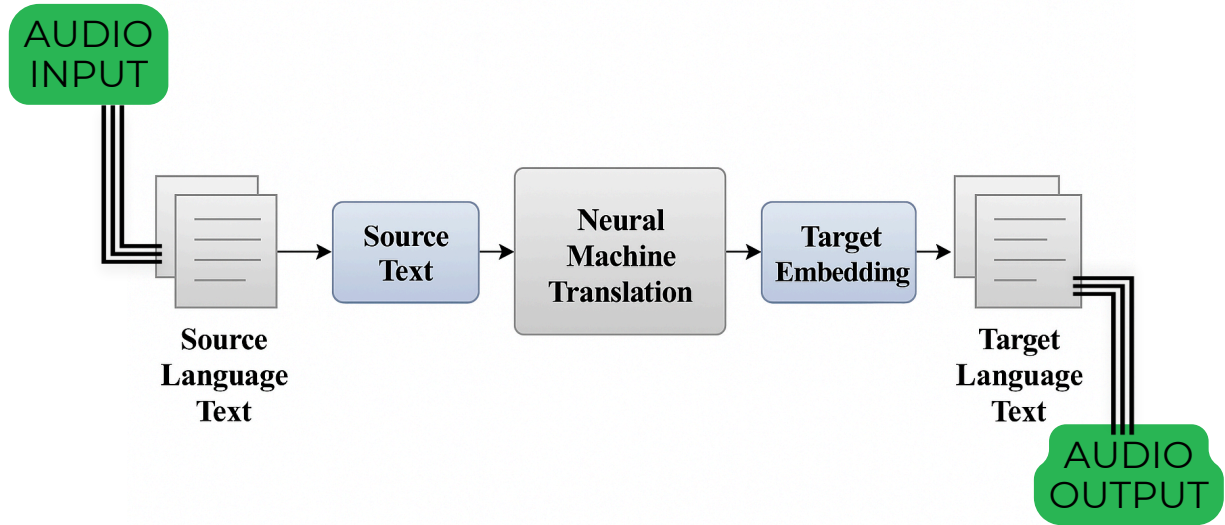 AUDIO
INPUT
Source
Text
Neural
Machine
Translation
Target
Embedding
Source
Language
Text
Target
Language
Text
AUDIO
OUTPUT